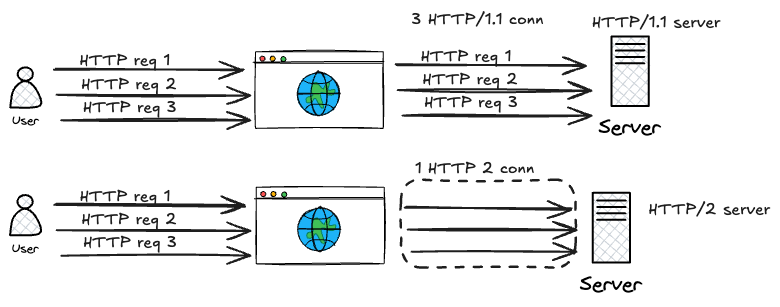 3 HTTP/1.1 conn
HTTP/1.1 server
HTTP req 1
HTTP req 2
HTTP req 3
HTTP req 1
HTTP req 2
HTTP req 3
User
Server
1 HTTP 2 conn
HTTP req 1
HTTP req 2
HTTP req 3
User
HTTP/2 server
Server